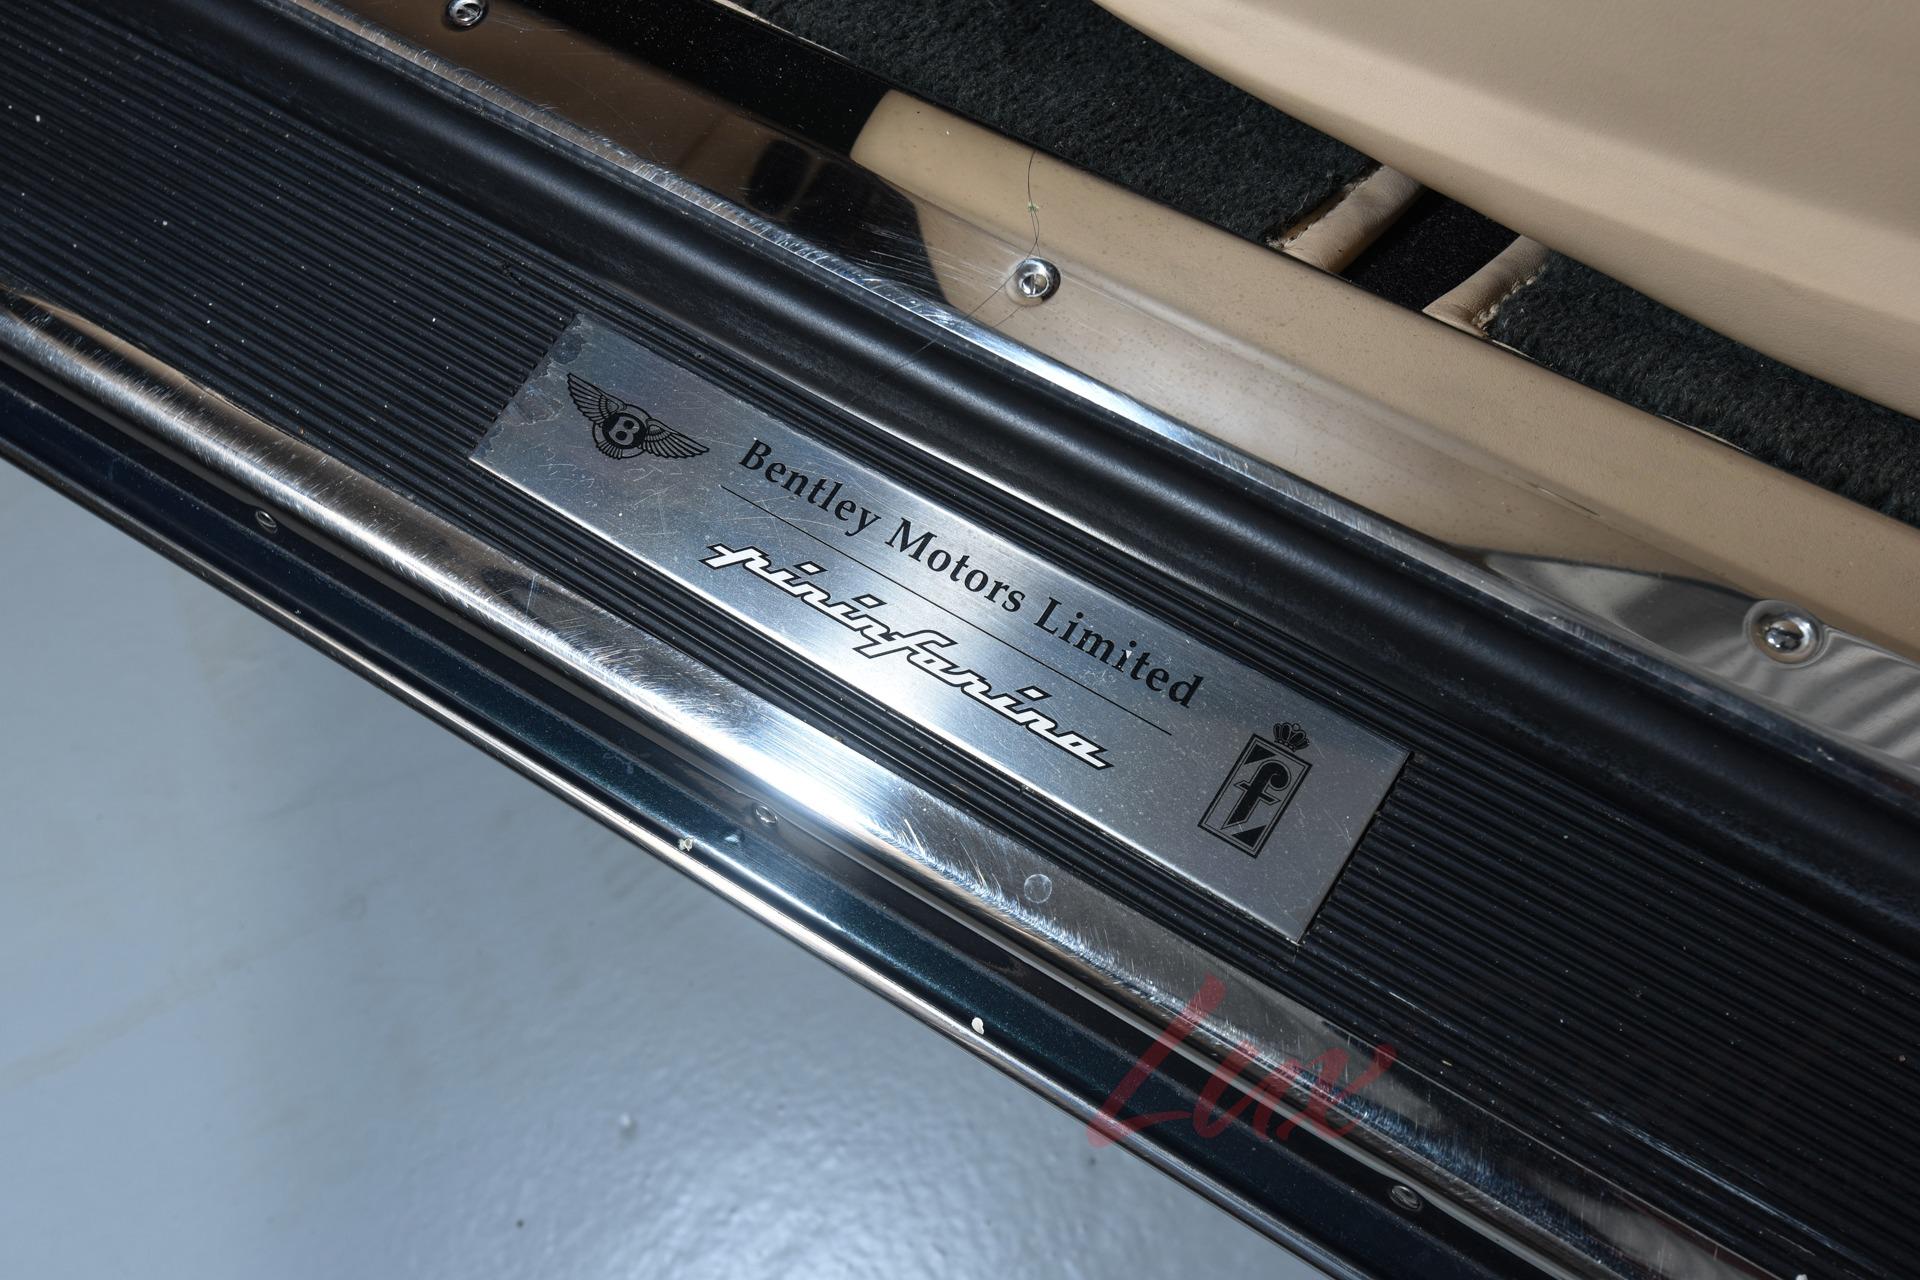 B
Bentley Motors Limited
pininfarina
f
Lux